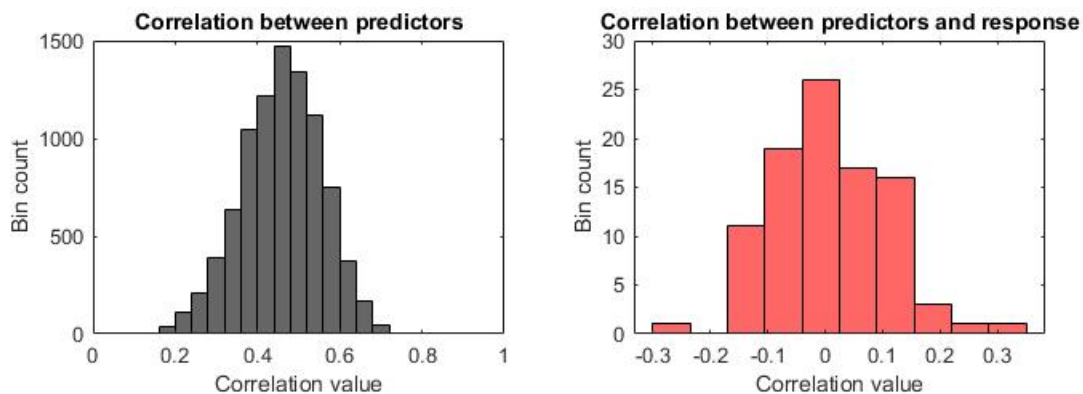 Correlation between predictors
1500
1000
500
0
Bin count
0 0.2 0.4 0.6 0.8 1
Correlation value
Correlation between predictors and response
30
25
20
15
10
5
0
Bin count
-0.3 -0.2 -0.1 0 0.1 0.2 0.3
Correlation value